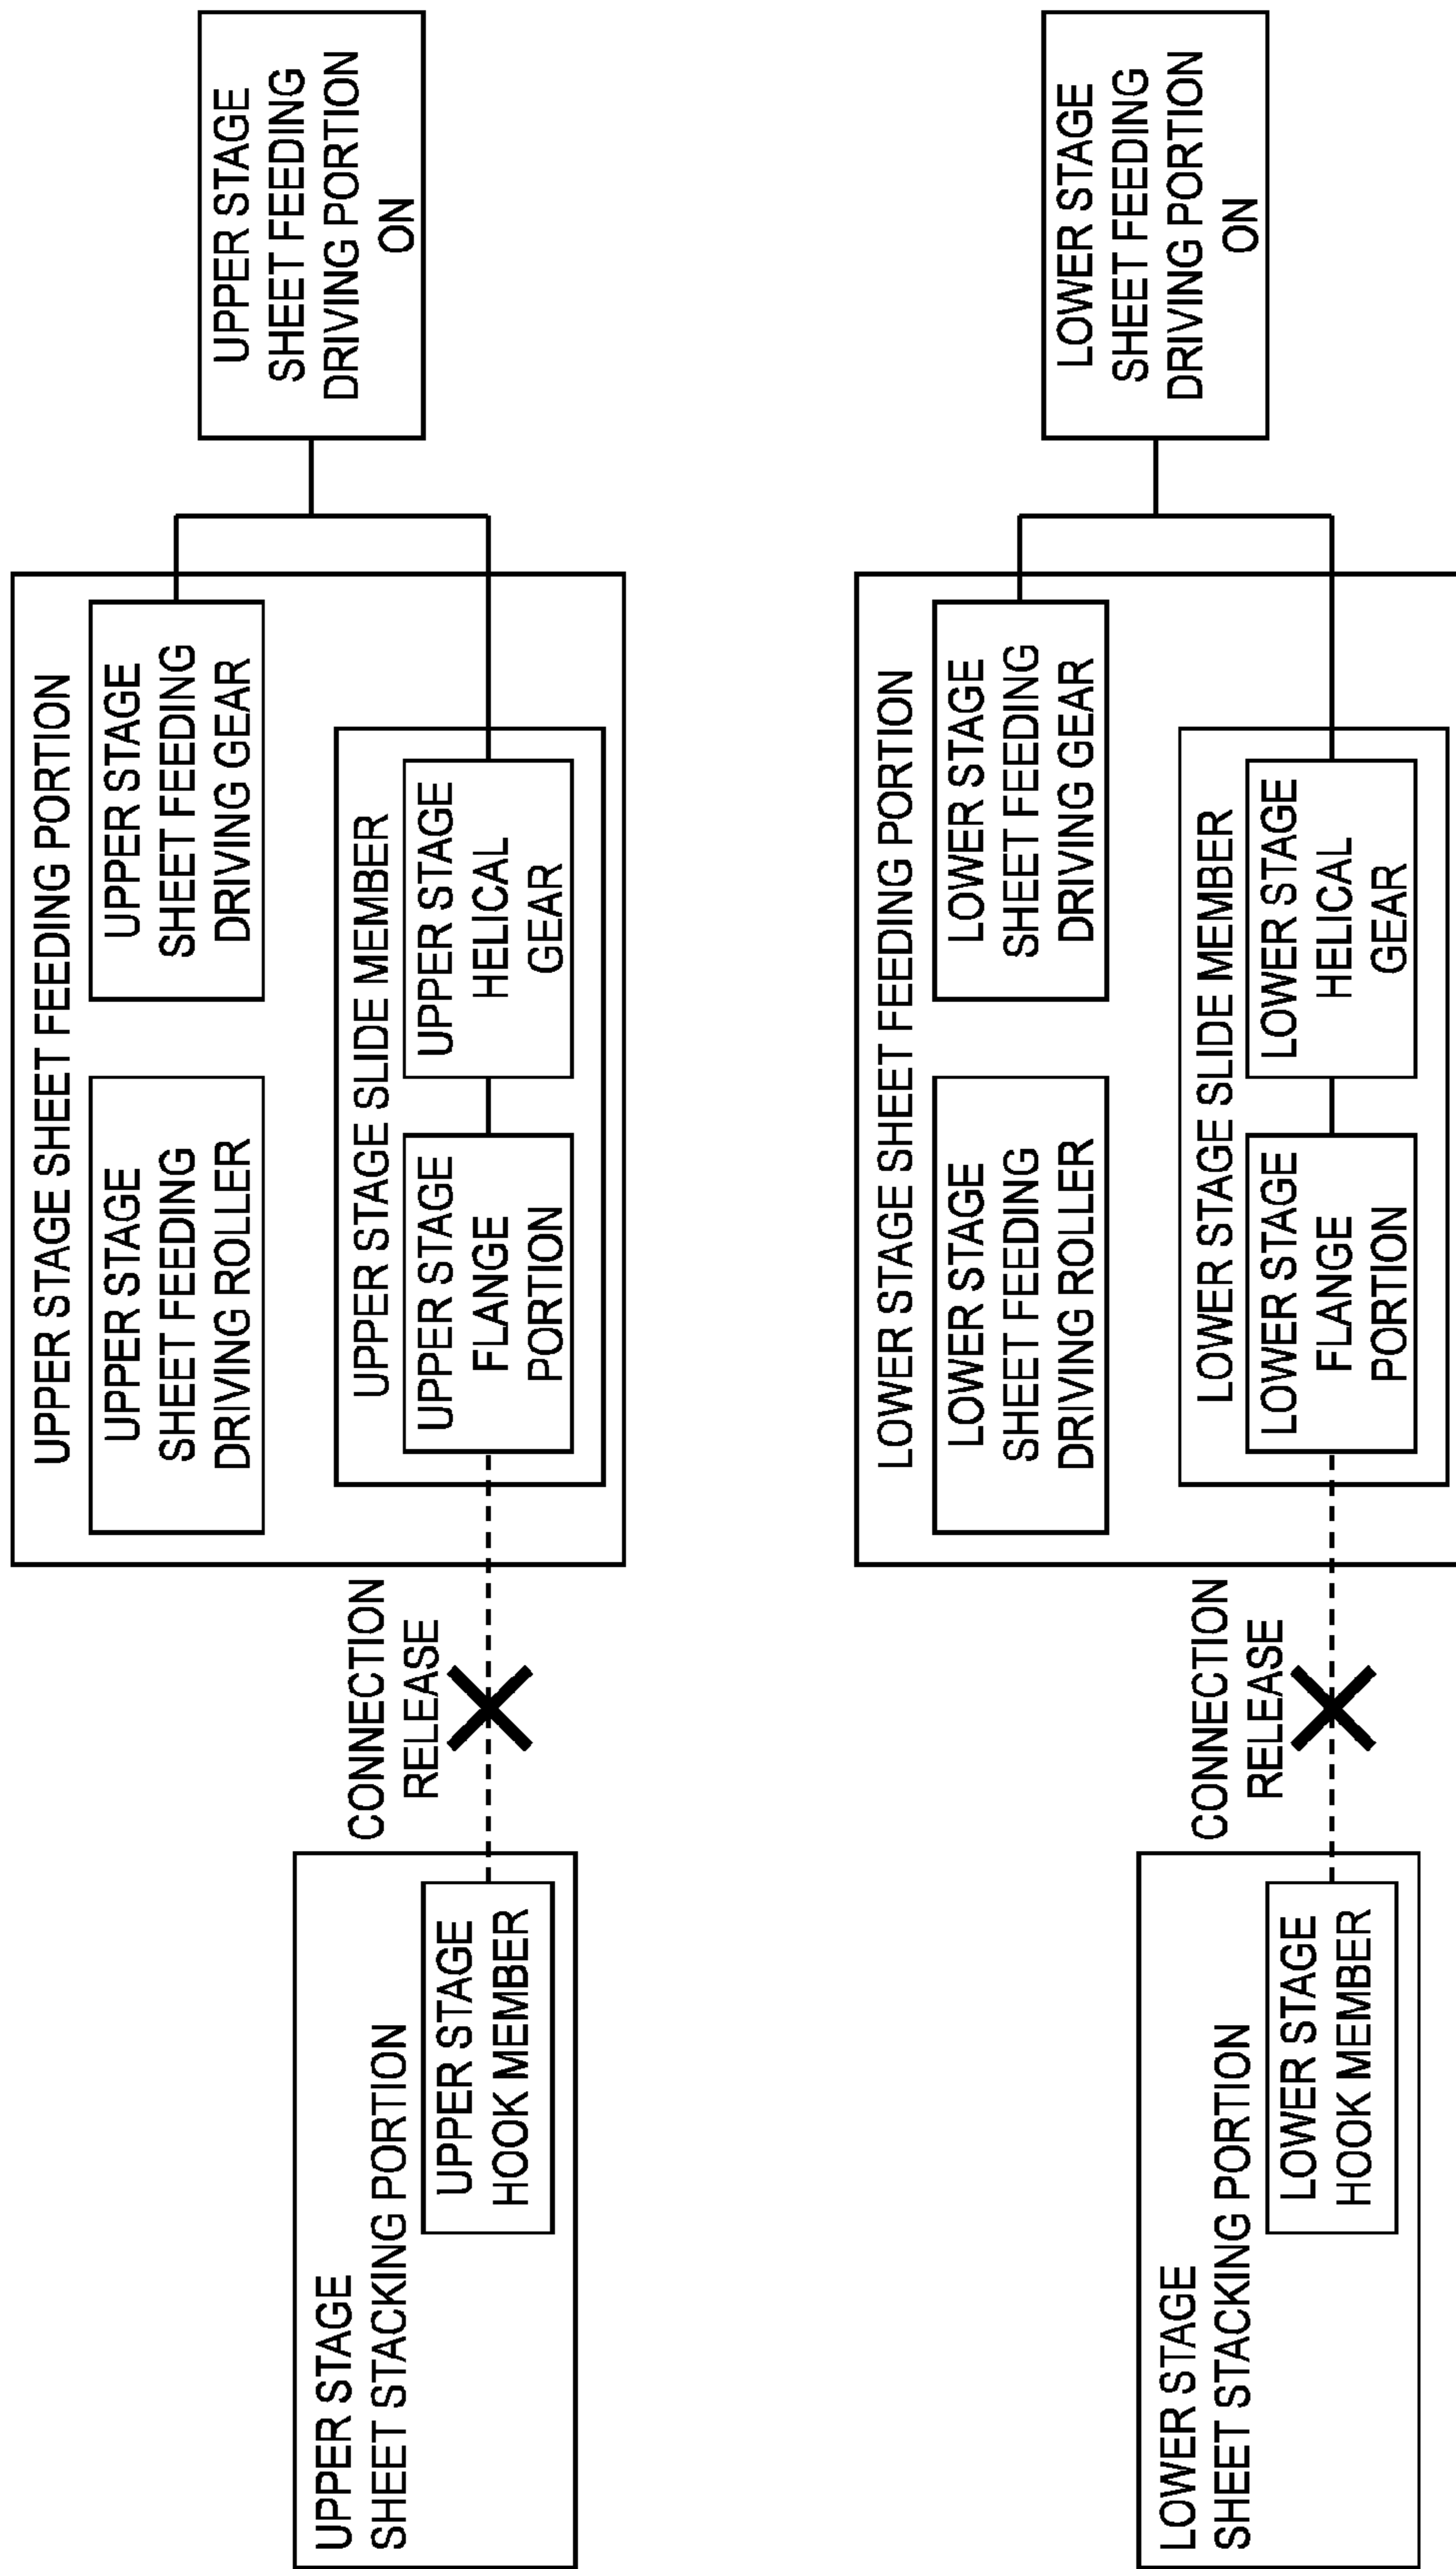 UPPER STAGE
SHEET STACKING PORTION
UPPER STAGE
HOOK MEMBER
CONNECTION
RELEASE
UPPER STAGE SHEET FEEDING PORTION
UPPER STAGE
SHEET FEEDING
DRIVING ROLLER
UPPER STAGE
SHEET FEEDING
DRIVING GEAR
UPPER STAGE SLIDE MEMBER
UPPER STAGE
FLANGE
PORTION
UPPER STAGE
HELICAL
GEAR
UPPER STAGE
SHEET FEEDING
DRIVING PORTION
ON
LOWER STAGE
SHEET STACKING PORTION
LOWER STAGE
HOOK MEMBER
CONNECTION
RELEASE
LOWER STAGE SHEET FEEDING PORTION
LOWER STAGE
SHEET FEEDING
DRIVING ROLLER
LOWER STAGE
SHEET FEEDING
DRIVING GEAR
LOWER STAGE SLIDE MEMBER
LOWER STAGE
FLANGE
PORTION
LOWER STAGE
HELICAL
GEAR
LOWER STAGE
SHEET FEEDING
DRIVING PORTION
ON